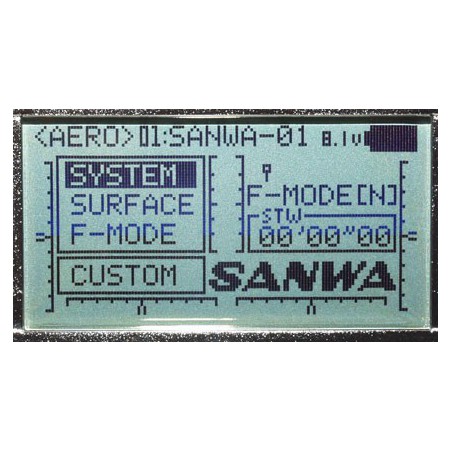 <AERO>01:SANWA-01 8.1v
SYSTEM
SURFACE
F-MODE
CUSTOM
F-MODE[N]
STW
00'00"00
SANWA